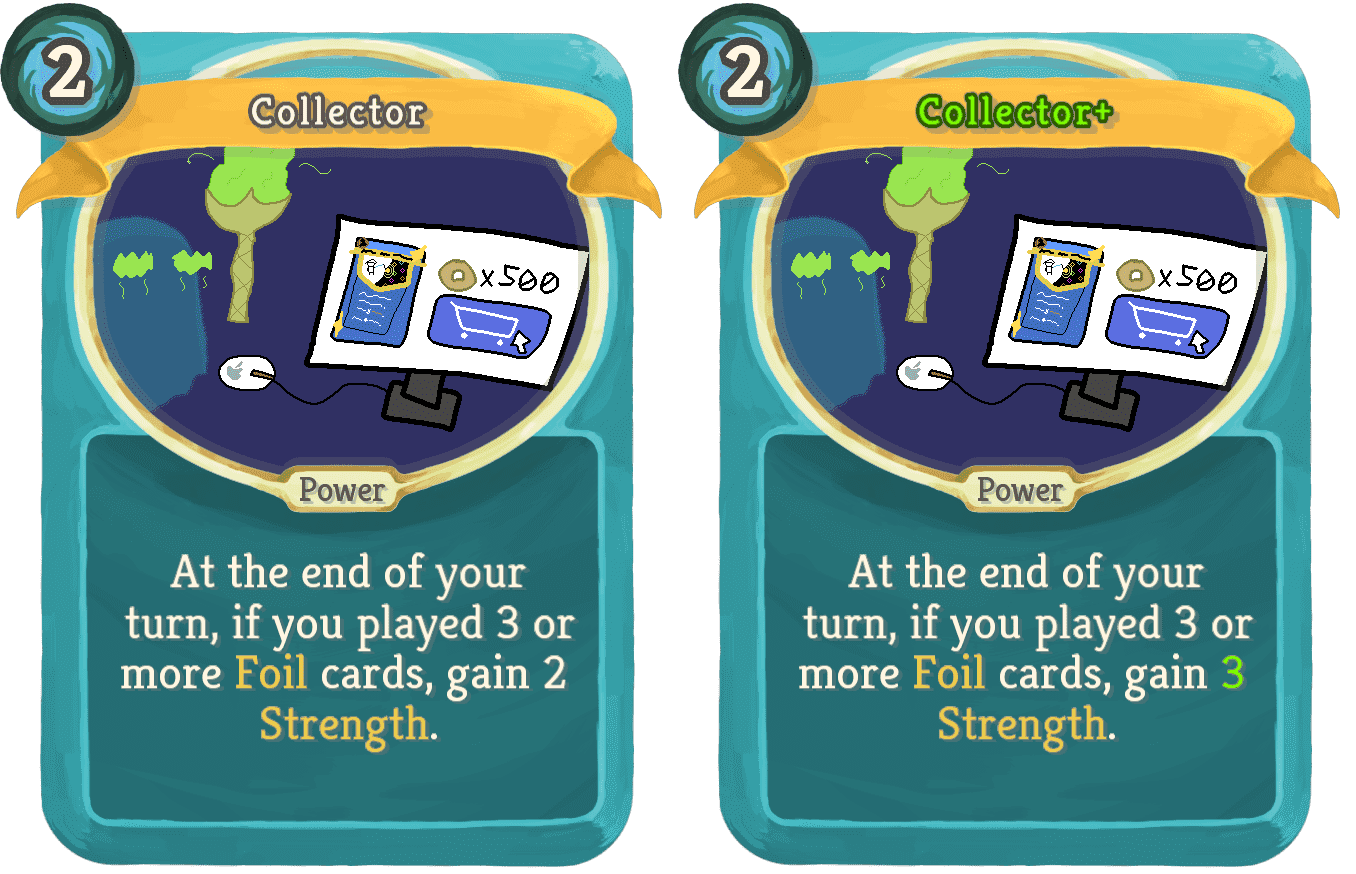 2
Collector
x500
Power
At the end of your
turn, if you played 3 or
more Foil cards, gain 2
Strength.
2
Collector+
x500
Power
At the end of your
turn, if you played 3 or
more Foil cards, gain 3
Strength.